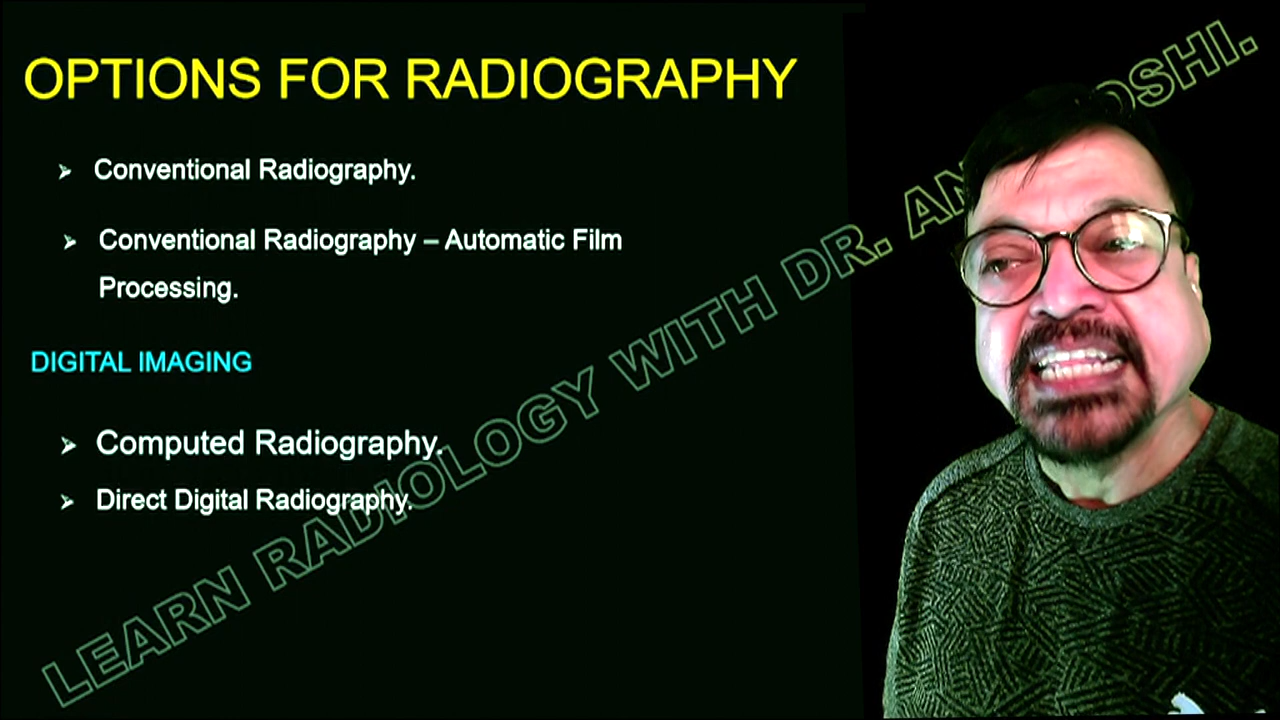 OPTIONS FOR RADIOGRAPHY
➢ Conventional Radiography.
➢ Conventional Radiography – Automatic Film
Processing.
DIGITAL IMAGING
➢ Computed Radiography.
➢ Direct Digital Radiography.
LEARN RADIOLOGY WITH DR.